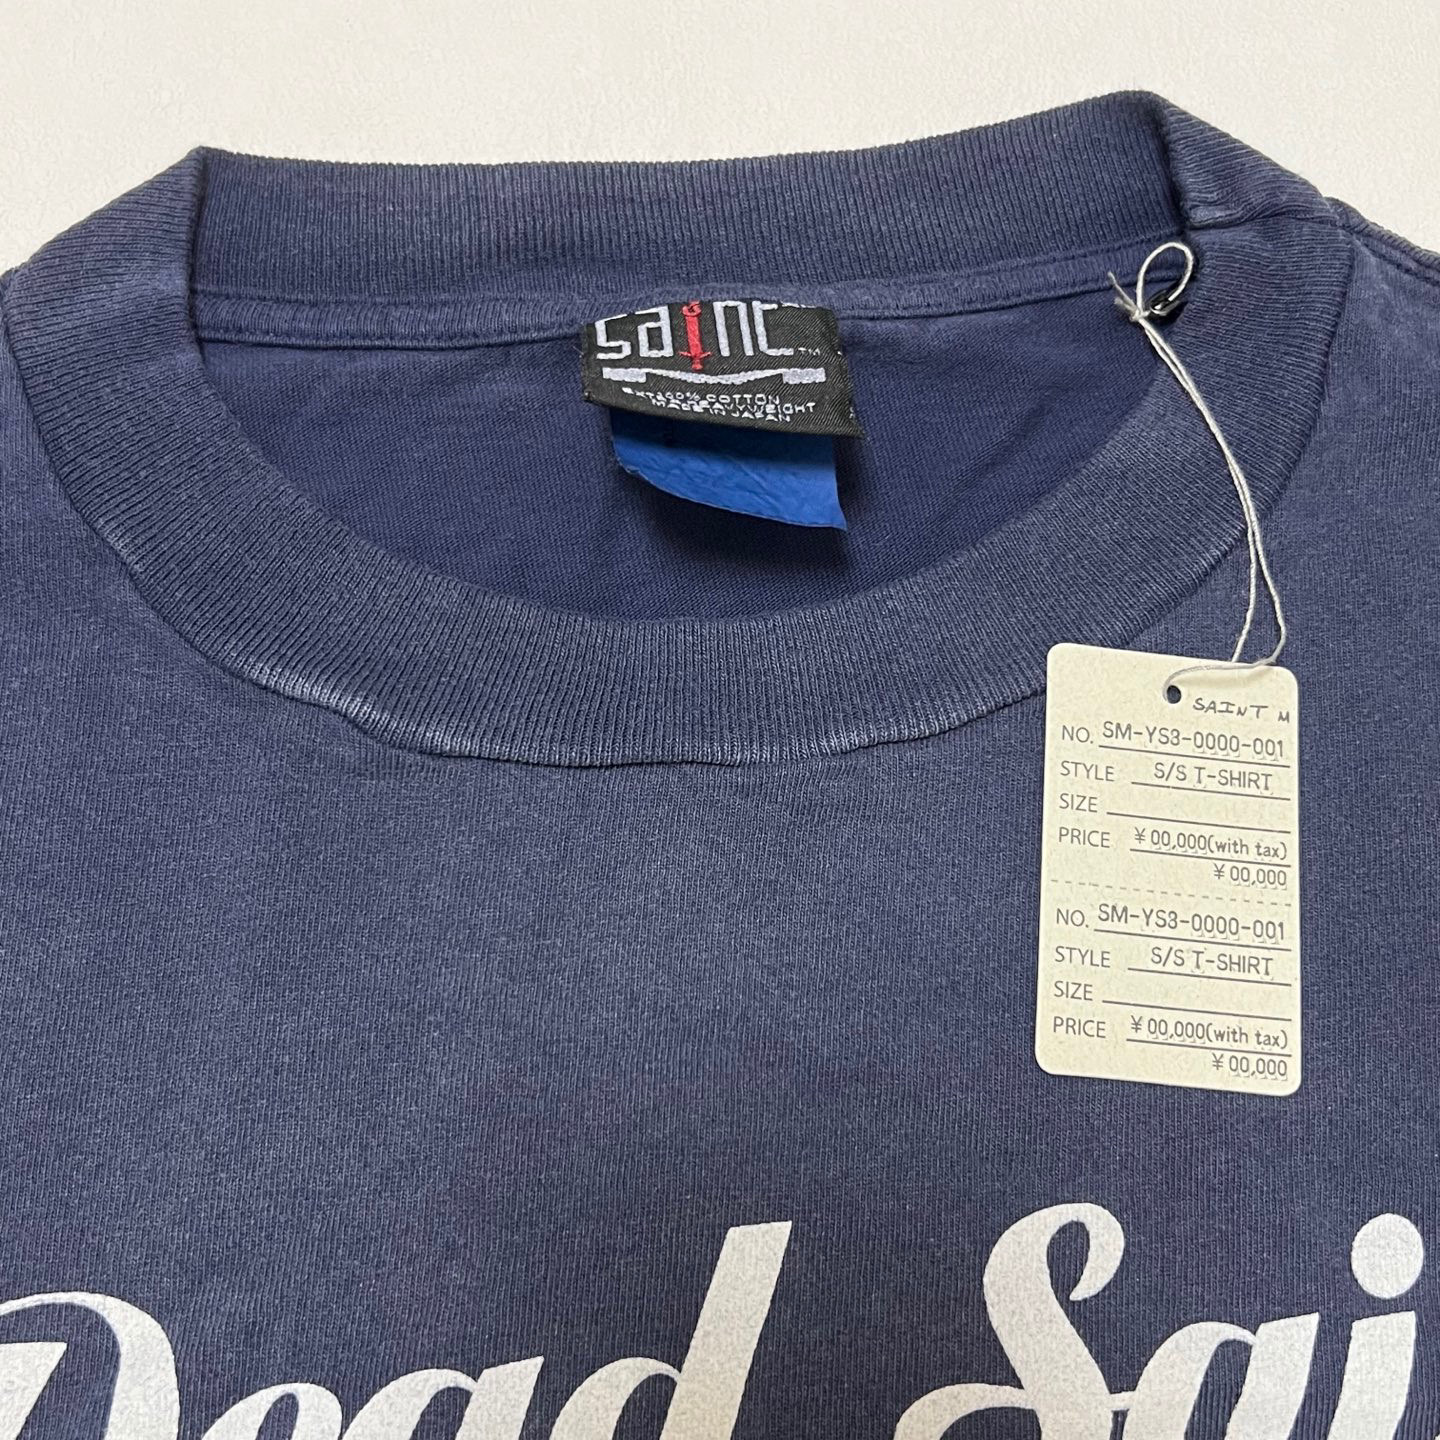 saint™
100% COTTON
HEAVYWEIGHT
MADE IN JAPAN
SAINT M
NO. SM-YS3-0000-001
STYLE S/S T-SHIRT
SIZE
PRICE ¥00,000(with tax)
¥00,000
NO. SM-YS3-0000-001
STYLE S/S T-SHIRT
SIZE
PRICE ¥00,000(with tax)
¥00,000
Dead Sai